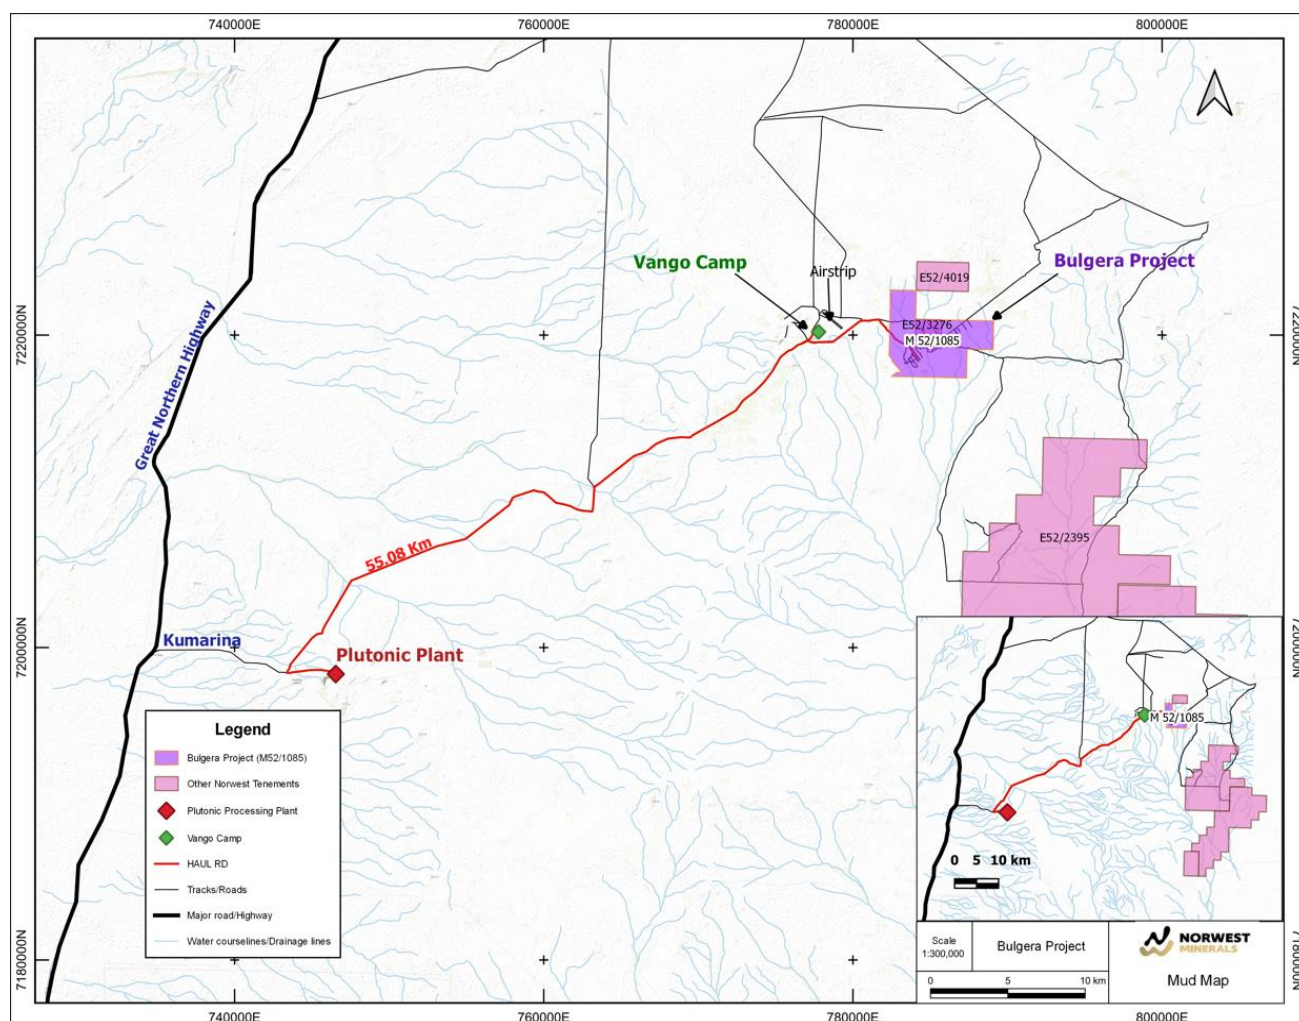 740000E
760000E
780000E
800000E
Vango Camp
Airstrip
Bulgera Project
E52/4019
E52/3276
M 52/1085
7220000N
7220000N
Great Northern Highway
E52/2395
55.08 Km
Kumarina
Plutonic Plant
7200000N
7200000N
Legend
Bulgera Project (M52/1085)
Other Norwest Tenements
Plutonic Processing Plant
Vango Camp
HAUL RD
Tracks/Roads
Major road/Highway
Water courselines/Drainage lines
M 52/1085
0 5 10 km
Scale
1:300,000
Bulgera Project
NORWEST
MINERALS
0 5 10 km
Mud Map
7180000N
7180000N
740000E
760000E
780000E
800000E